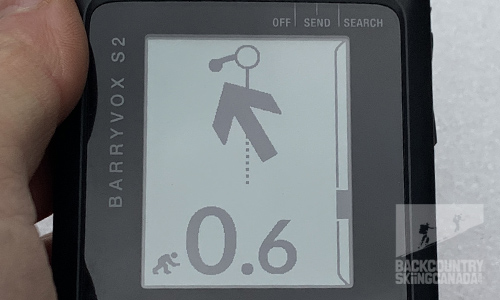 OFF SEND SEARCH
BARRYVOX S2
0.6
BACKCOUNTRY
SKIINGCANADA!